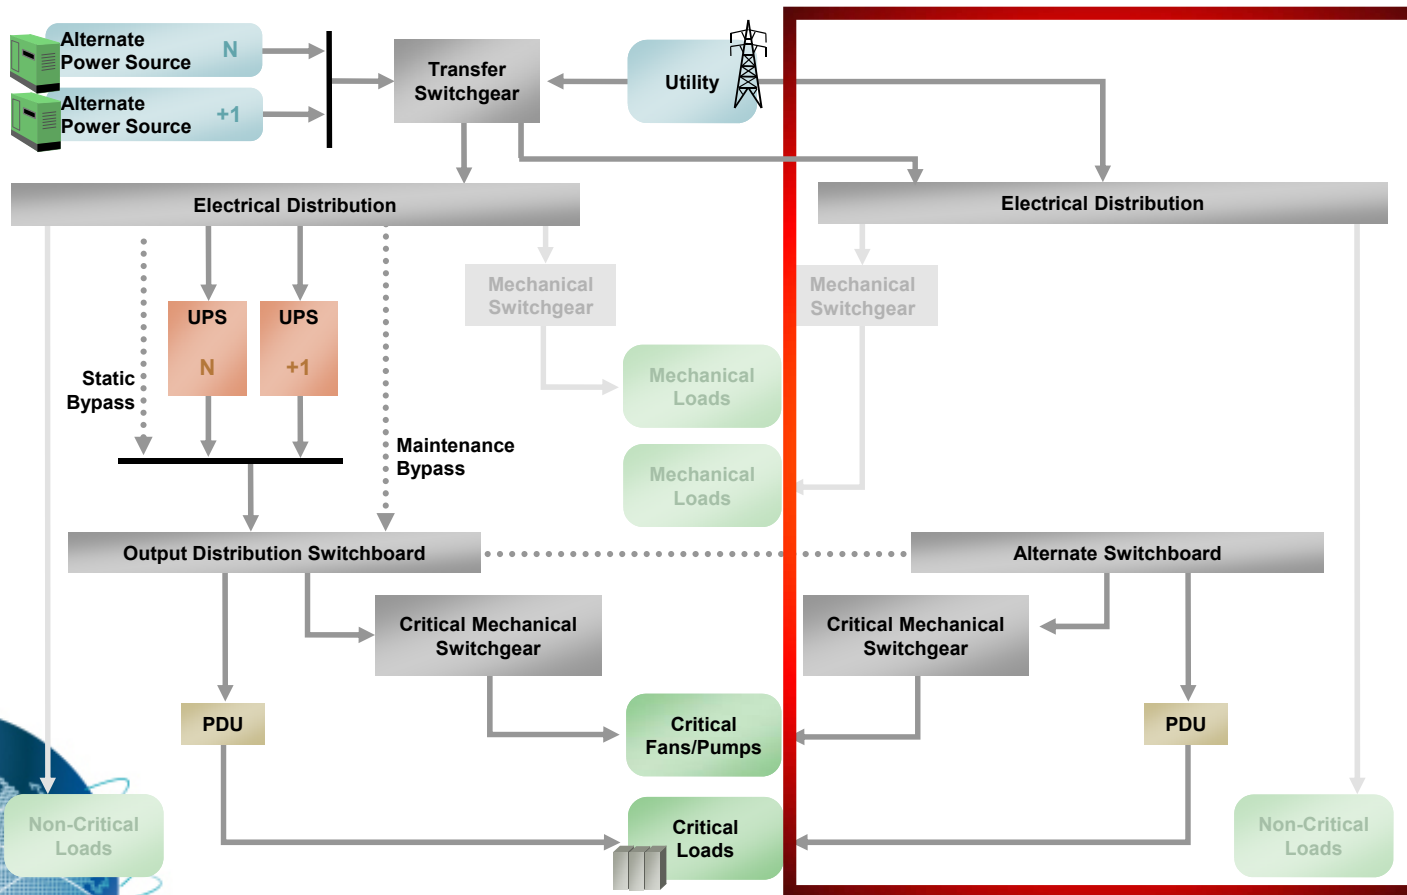 Alternate
Power Source
N
Alternate
Power Source
+1
Transfer
Switchgear
Utility
Electrical Distribution
Electrical Distribution
Mechanical
Switchgear
Mechanical
Switchgear
UPS
N
UPS
+1
Static
Bypass
Mechanical
Loads
Maintenance
Bypass
Mechanical
Loads
Output Distribution Switchboard
Alternate Switchboard
Critical Mechanical
Switchgear
Critical Mechanical
Switchgear
PDU
Critical
Fans/Pumps
PDU
Non-Critical
Loads
Critical
Loads
Non-Critical
Loads